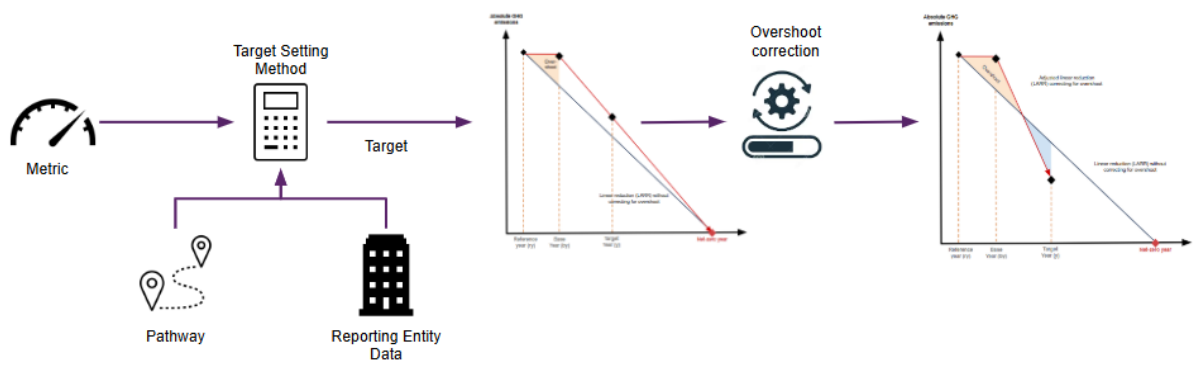 Metric
Target Setting
Method
Pathway
Reporting Entity
Data
Target
Absolute GHG
emissions
Over
shoot
Linear reduction (LARR) without
correcting for overshoot
Reference
year (ry)
Base
Year (by)
Target
Year (y)
Net zero year
Overshoot
correction
Absolute GHG
emissions
Overshoot
Adjusted linear reduction
(LARR) correcting for overshoot
Linear reduction (LARR) without
correcting for overshoot
Reference
year (ry)
Base
Year (by)
Target
Year (y)
Net zero year